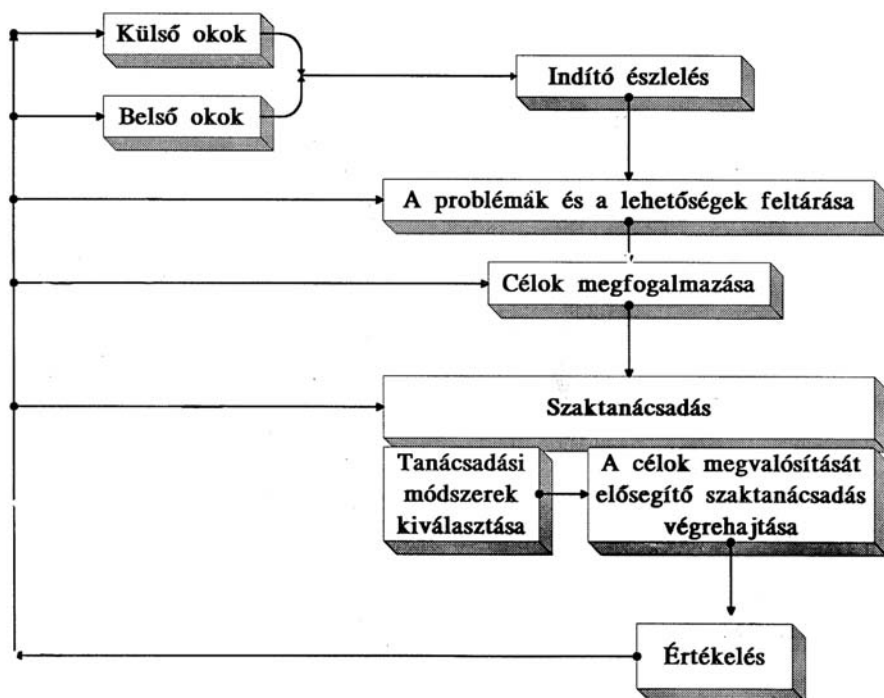 Külső okok
Indító észlelés
Belső okok
A problémák és a lehetőségek feltárása
Célok megfogalmazása
Szaktanácsadás
Tanácsadási
módszerek
kiválasztása
A célok megvalósítását
elősegítő szaktanácsadás
végrehajtása
Értékelés